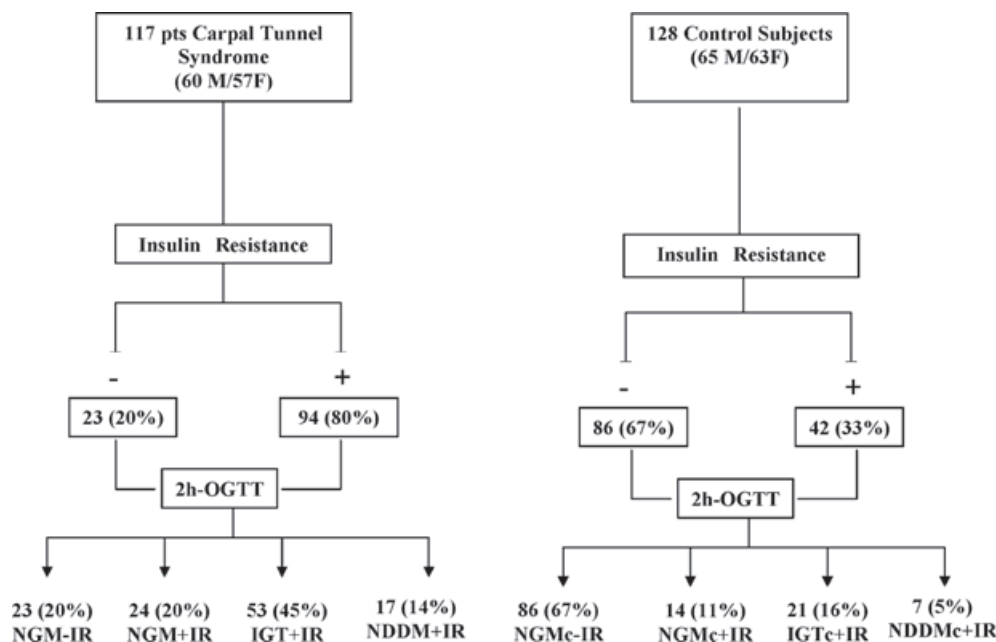 117 pts Carpal Tunnel
Syndrome
(60 M/57F)
Insulin Resistance
-
+
23 (20%)
94 (80%)
2h-OGTT
23 (20%)
NGM-IR
24 (20%)
NGM+IR
53 (45%)
IGT+IR
17 (14%)
NDDM+IR
128 Control Subjects
(65 M/63F)
Insulin Resistance
-
+
86 (67%)
42 (33%)
2h-OGTT
86 (67%)
NGMc-IR
14 (11%)
NGMc+IR
21 (16%)
IGTc+IR
7 (5%)
NDDMc+IR